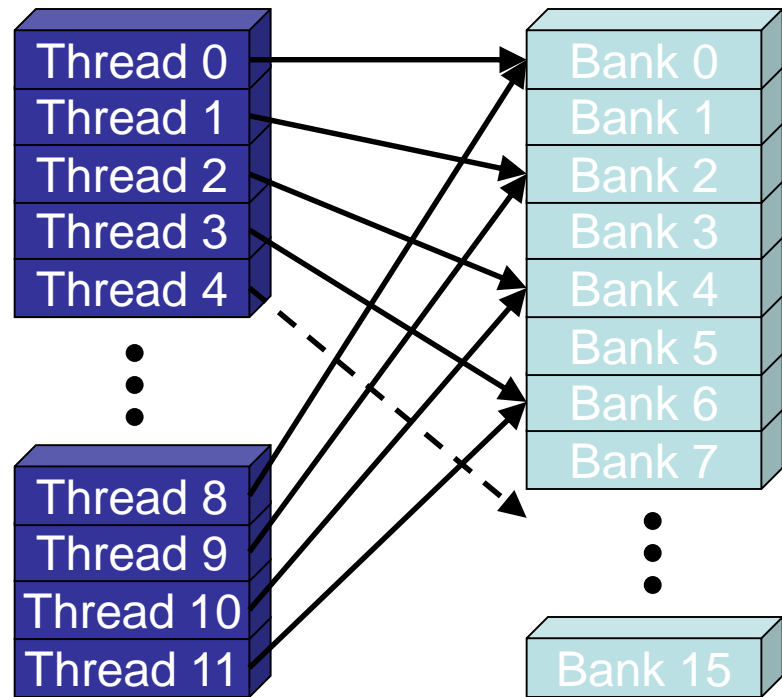 Thread 0
Thread 1
Thread 2
Thread 3
Thread 4
Thread 8
Thread 9
Thread 10
Thread 11
Bank 0
Bank 1
Bank 2
Bank 3
Bank 4
Bank 5
Bank 6
Bank 7
Bank 15